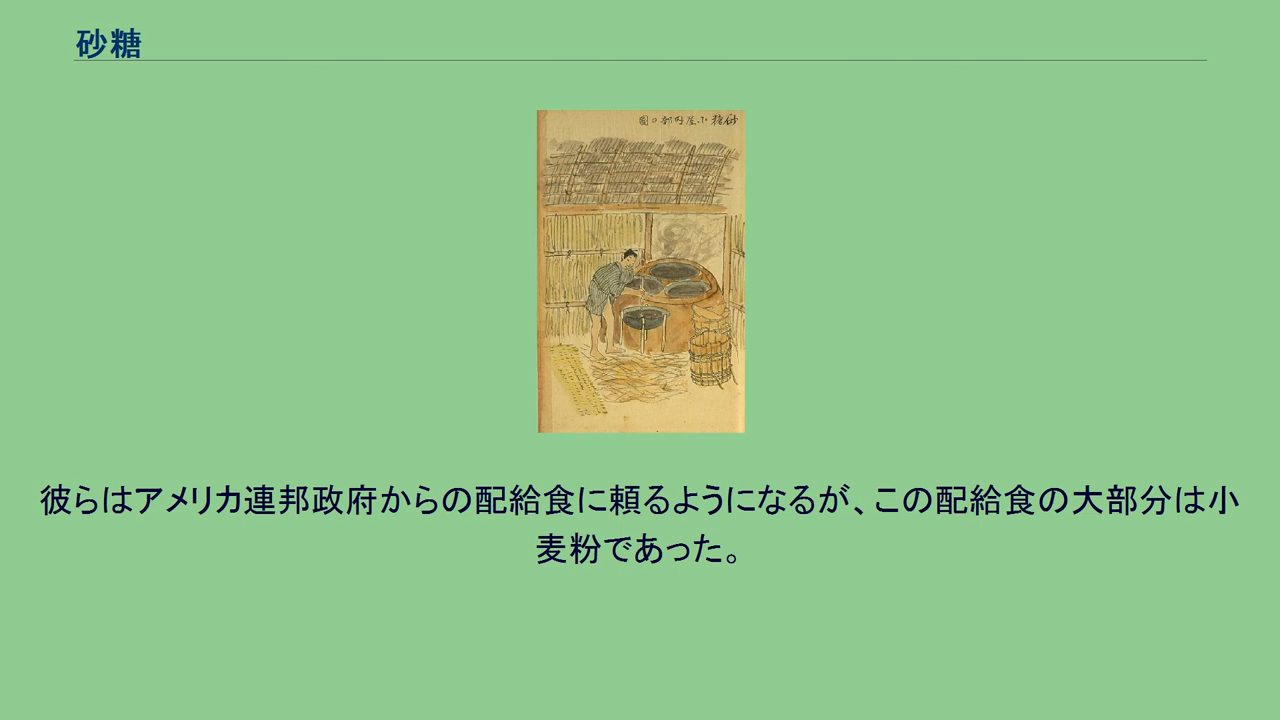 砂糖
砂糖小屋内部の圖
彼らはアメリカ連邦政府からの配給食に頼るようになるが、この配給食の大部分は小
麦粉であった。